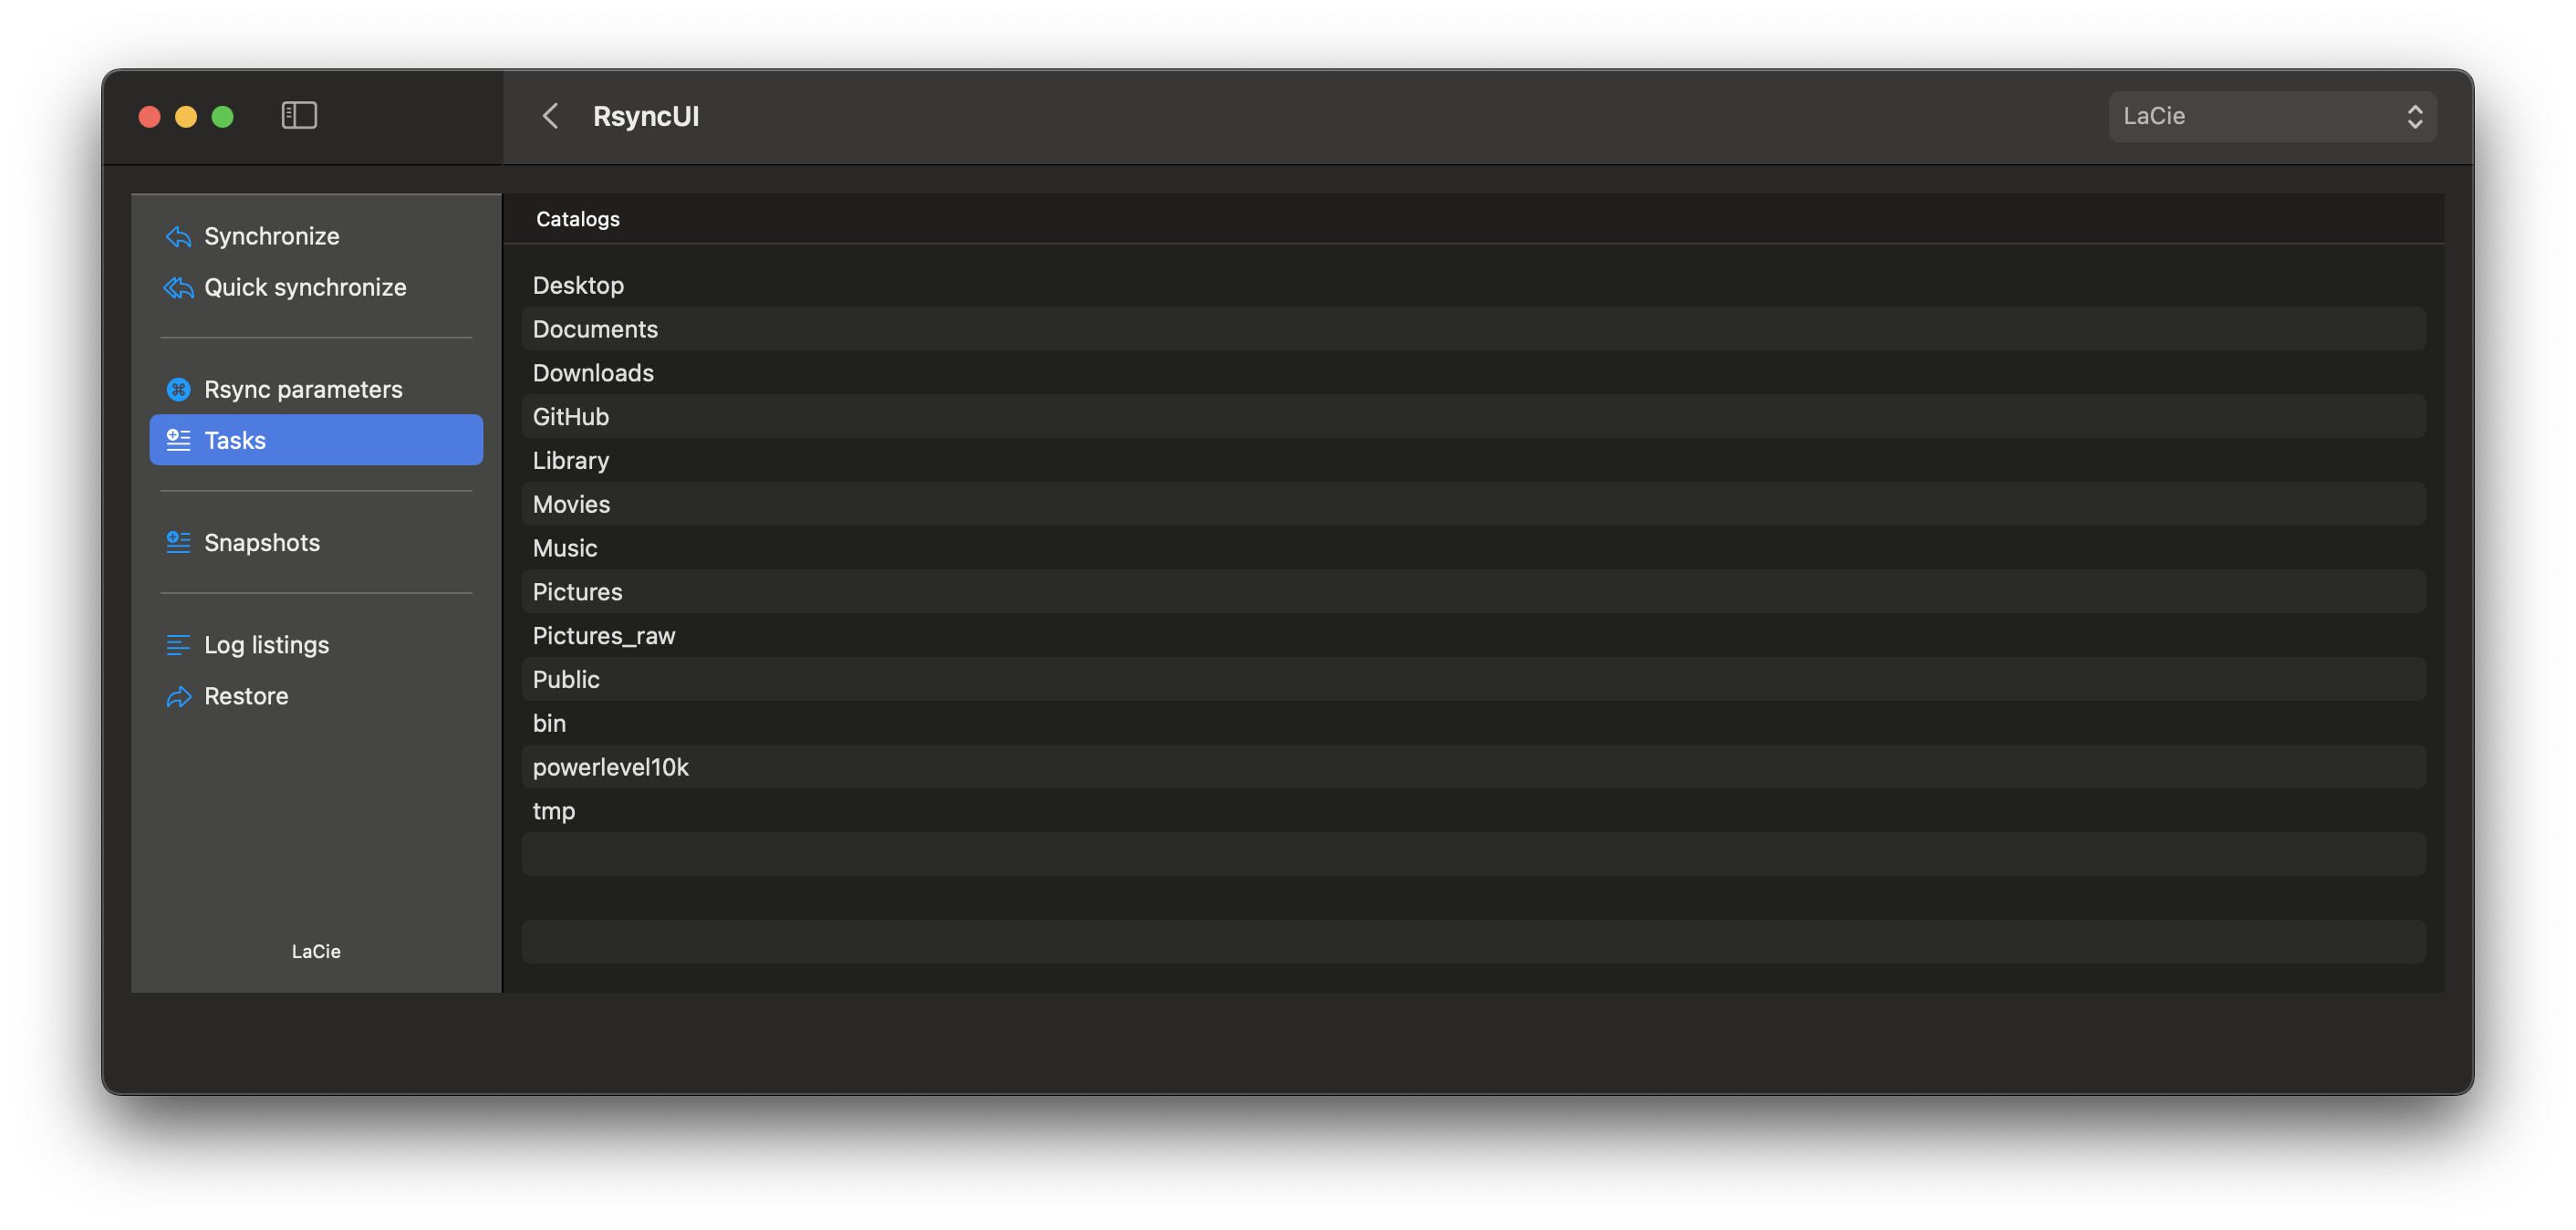 RsyncUI
LaCie
Synchronize
Quick synchronize
Rsync parameters
Tasks
Snapshots
Log listings
Restore
LaCie
Catalogs
Desktop
Documents
Downloads
GitHub
Library
Movies
Music
Pictures
Pictures_raw
Public
bin
powerlevel10k
tmp